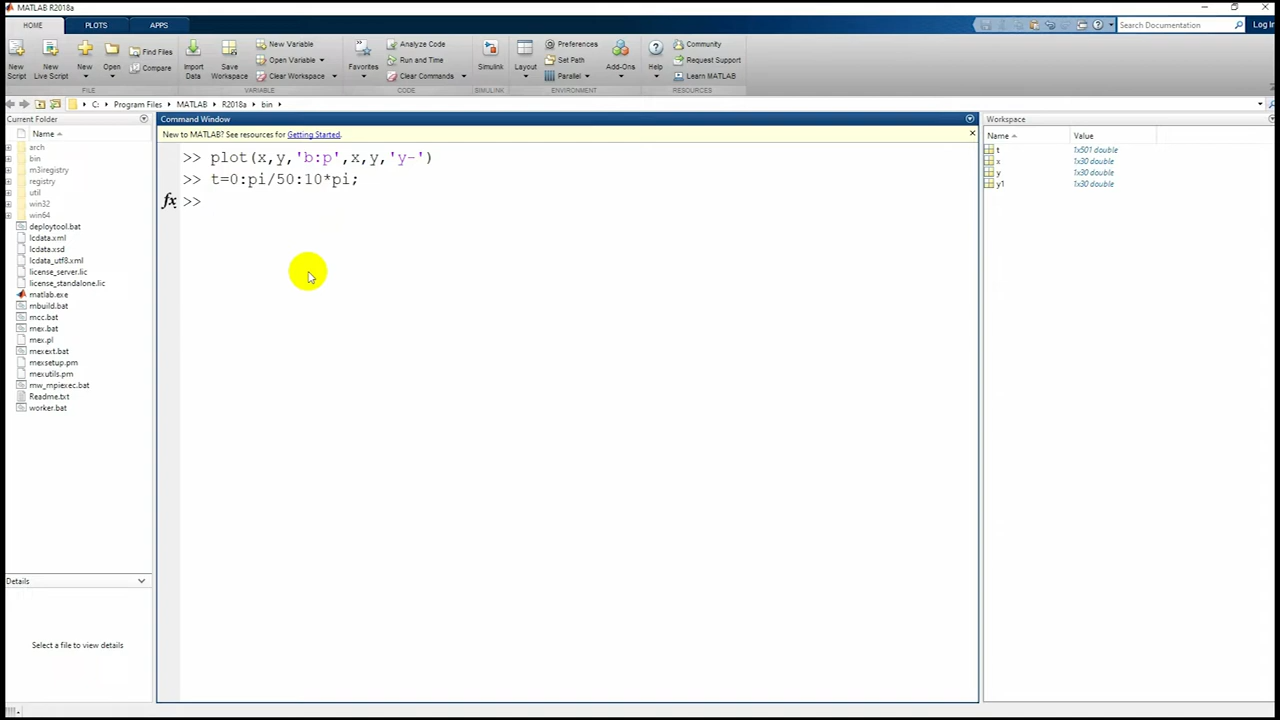 MATLAB R2018a
HOME PLOTS APPS
Search Documentation Log In
New Script
New Live Script
New
Open
Find Files
Compare
Import Data
Save Workspace
New Variable
Open Variable
Clear Workspace
Favorites
Analyze Code
Run and Time
Clear Commands
Simulink
Layout
Preferences
Set Path
Parallel
Add-Ons
Help
Community
Request Support
Learn MATLAB
FILE VARIABLE CODE SIMULINK ENVIRONMENT RESOURCES
C: Program Files MATLAB R2018a bin
Current Folder
Name
arch
bin
m3iregistry
registry
util
win32
win64
deploytool.bat
lcdata.xml
lcdata.xsd
lcdata_utf8.xml
license_server.lic
license_standalone.lic
matlab.exe
mbuild.bat
mcc.bat
mex.bat
mex.pl
mexext.bat
mexsetup.pm
mexutils.pm
mw_mpiexec.bat
Readme.txt
worker.bat
Details
Select a file to view details
Command Window
New to MATLAB? See resources for Getting Started.
>> plot(x,y,'b:p',x,y,'y-')
>> t=0:pi/50:10*pi;
fx >>
Workspace
Name Value
t 1x501 double
x 1x30 double
y 1x30 double
y1 1x30 double